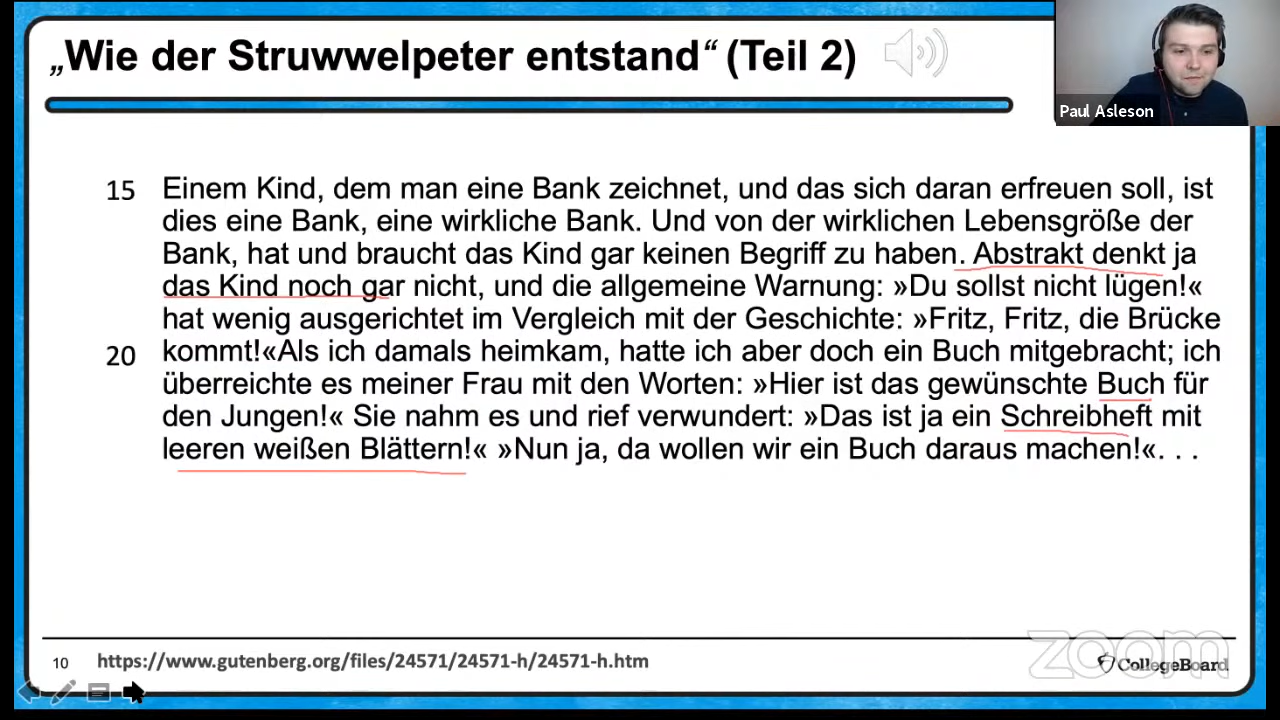 „Wie der Struwwelpeter entstand“ (Teil 2)
Paul Asleson
15 Einem Kind, dem man eine Bank zeichnet, und das sich daran erfreuen soll, ist
dies eine Bank, eine wirkliche Bank. Und von der wirklichen Lebensgröße der
Bank, hat und braucht das Kind gar keinen Begriff zu haben. Abstrakt denkt ja
das Kind noch gar nicht, und die allgemeine Warnung: »Du sollst nicht lügen!«
hat wenig ausgerichtet im Vergleich mit der Geschichte: »Fritz, Fritz, die Brücke
20 kommt!«Als ich damals heimkam, hatte ich aber doch ein Buch mitgebracht; ich
überreichte es meiner Frau mit den Worten: »Hier ist das gewünschte Buch für
den Jungen!« Sie nahm es und rief verwundert: »Das ist ja ein Schreibheft mit
leeren weißen Blättern!« »Nun ja, da wollen wir ein Buch daraus machen!«. . .
zoom
10 https://www.gutenberg.org/files/24571/24571-h/24571-h.htm
CollegeBoard